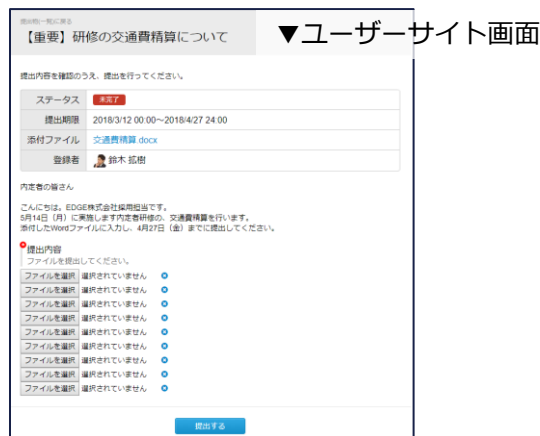 提出物(一覧)に戻る
【重要】研修の交通費精算について
▼ユーザーサイト画面
提出内容を確認のうえ、提出を行ってください。
ステータス 未完了
提出期限 2018/3/12 00:00～2018/4/27 24:00
添付ファイル 交通費精算.docx
登録者 鈴木 拡樹
内定者の皆さん
こんにちは。EDGE株式会社採用担当です。
5月14日（月）に実施します内定者研修の、交通費精算を行います。
添付したWordファイルに入力し、4月27日（金）までに提出してください。
提出内容
ファイルを提出してください。
ファイルを選択 選択されていません
ファイルを選択 選択されていません
ファイルを選択 選択されていません
ファイルを選択 選択されていません
ファイルを選択 選択されていません
ファイルを選択 選択されていません
ファイルを選択 選択されていません
ファイルを選択 選択されていません
ファイルを選択 選択されていません
提出する